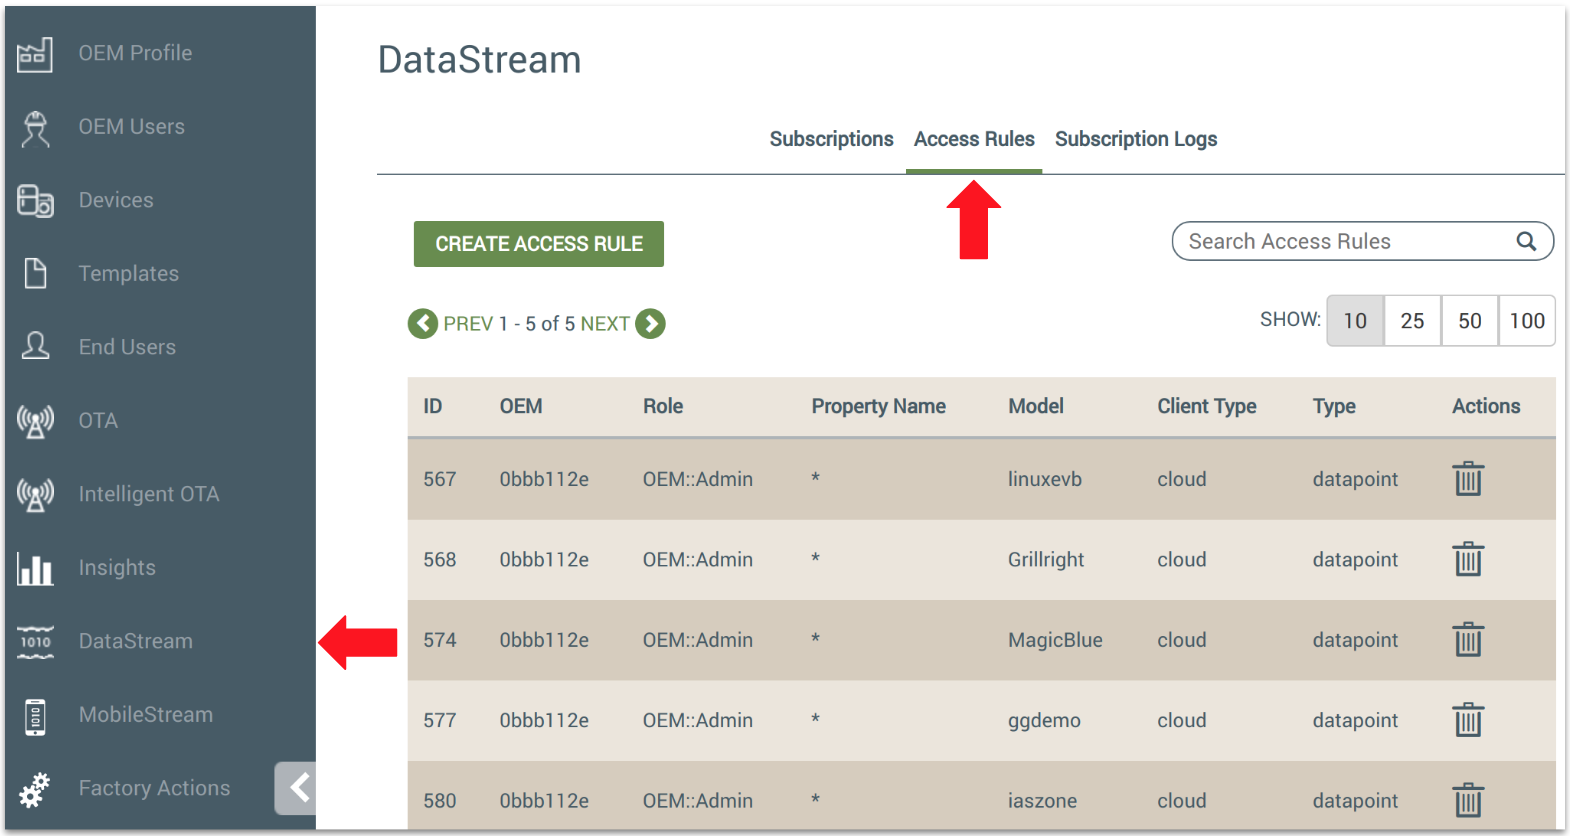 OEM Profile
OEM Users
Devices
Templates
End Users
OTA
Intelligent OTA
Insights
1010
DataStream
1010
MobileStream
Factory Actions
DataStream
Subscriptions Access Rules Subscription Logs
CREATE ACCESS RULE
Search Access Rules
PREV 1 - 5 of 5 NEXT
SHOW: 10 25 50 100
ID OEM Role Property Name Model Client Type Type Actions
567 0bbb112e OEM::Admin * linuxevb cloud datapoint
568 0bbb112e OEM::Admin * Grillright cloud datapoint
574 0bbb112e OEM::Admin * MagicBlue cloud datapoint
577 0bbb112e OEM::Admin * ggdemo cloud datapoint
580 0bbb112e OEM::Admin * iaszone cloud datapoint